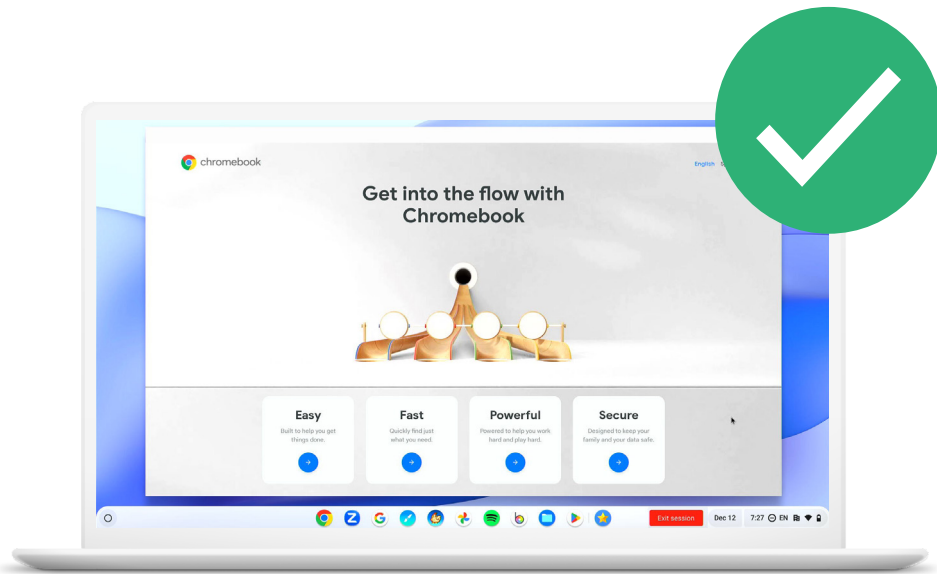 chromebook
English
Get into the flow with
Chromebook
Easy
Built to help you get
things done.
Fast
Quickly find just
what you need.
Powerful
Powered to help you work
hard and play hard.
Secure
Designed to keep your
family and your data safe.
Exit session
Dec 12
7:27
EN